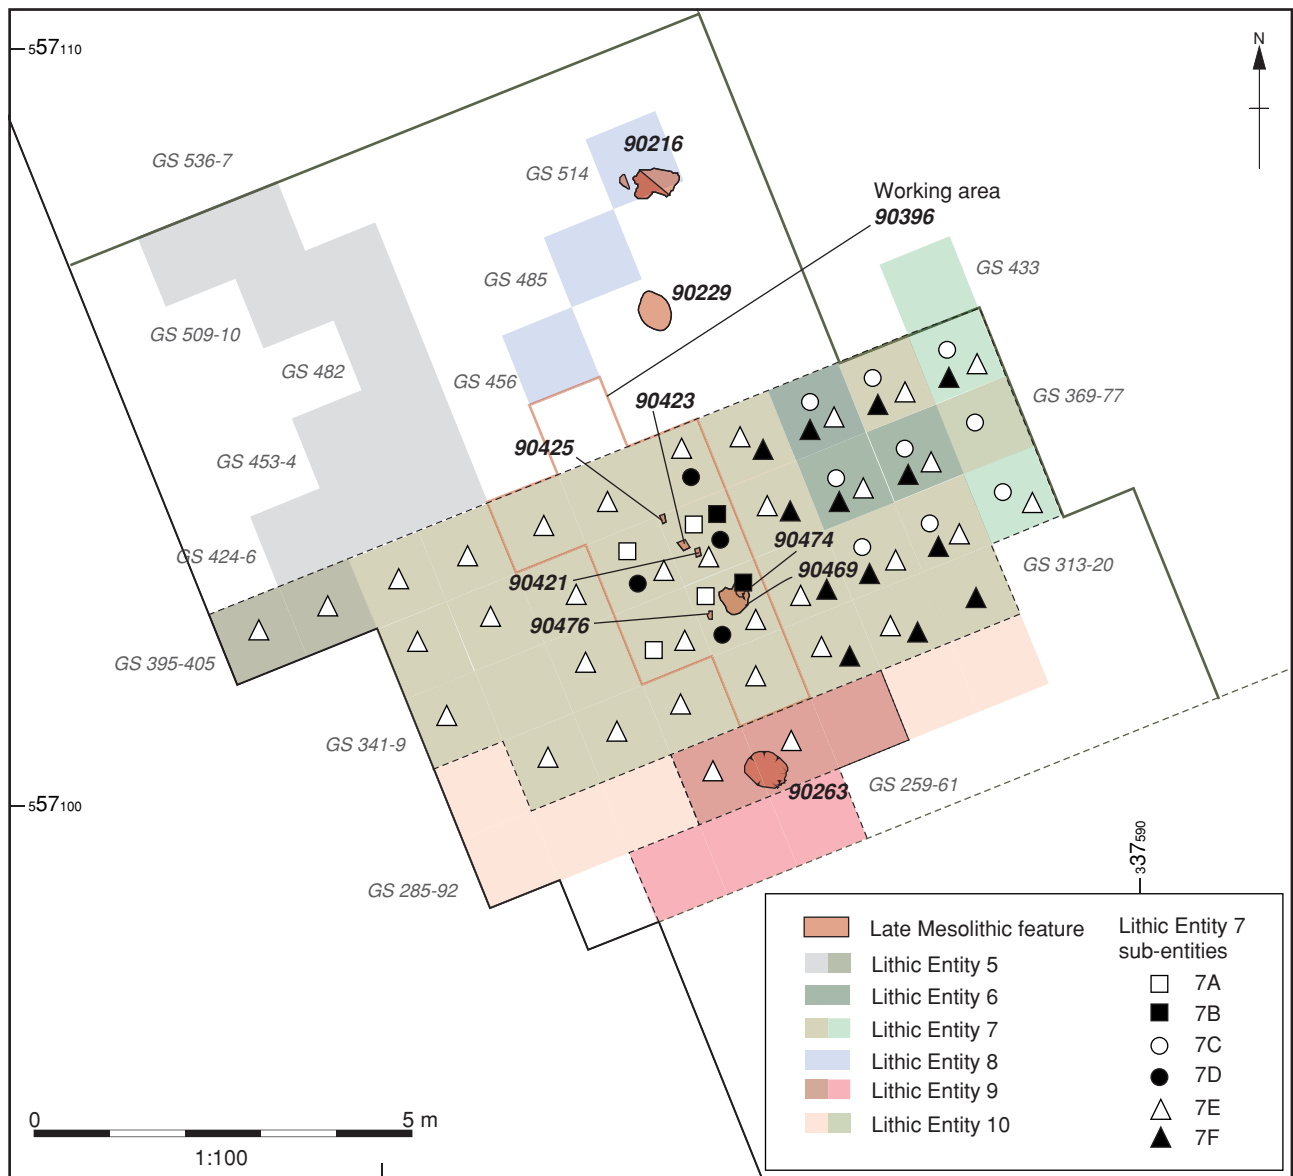 557110
N
GS 536-7
90216
GS 514
Working area
90396
GS 433
GS 485
90229
GS 509-10
GS 482
GS 456
90423
GS 369-77
90425
GS 453-4
90474
GS 424-6
90469
90421
GS 313-20
90476
GS 395-405
GS 341-9
GS 259-61
90263
557100
337590
GS 285-92
Late Mesolithic feature
Lithic Entity 5
Lithic Entity 6
Lithic Entity 7
Lithic Entity 8
Lithic Entity 9
Lithic Entity 10
Lithic Entity 7
sub-entities
7A
7B
7C
7D
7E
7F
0 5 m
1:100